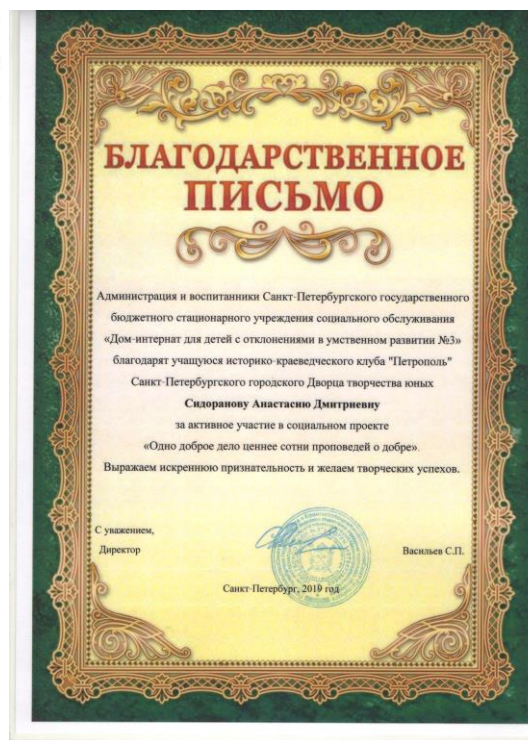 БЛАГОДАРСТВЕННОЕ
ПИСЬМО
Администрация и воспитанники Санкт-Петербургского государственного
бюджетного стационарного учреждения социального обслуживания
«Дом-интернат для детей с отклонениями в умственном развитии №3»
благодарят учащуюся историко-краеведческого клуба "Петрополь"
Санкт-Петербургского городского Дворца творчества юных
Сидоранову Анастасию Дмитриевну
за активное участие в социальном проекте
«Одно доброе дело ценнее сотни проповедей о добре».
Выражаем искреннюю признательность и желаем творческих успехов.
С уважением,
Директор Васильев С.П.
Санкт-Петербург, 2019 год